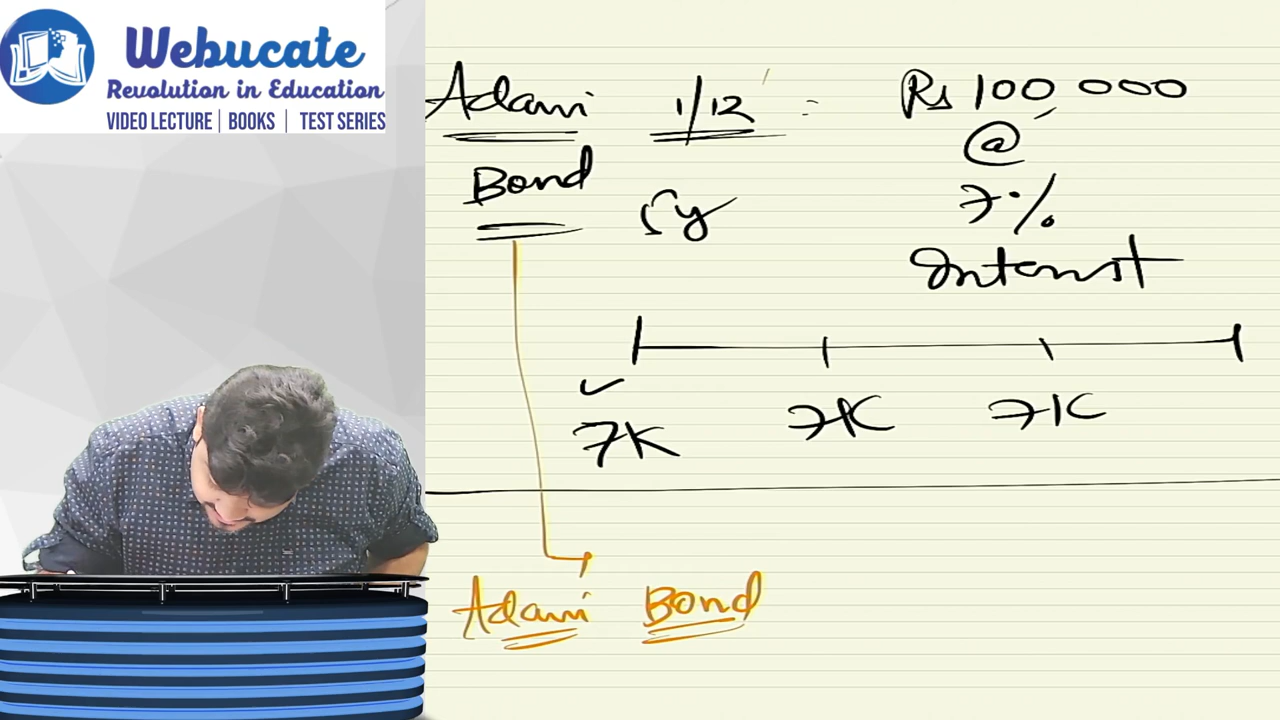 Webucate
Revolution in Education
VIDEO LECTURE | BOOKS | TEST SERIES
Adani 1/12 : Rs 100,000
@
Bond 5y 7%
Interest
7K 7K 7K
Adani Bond